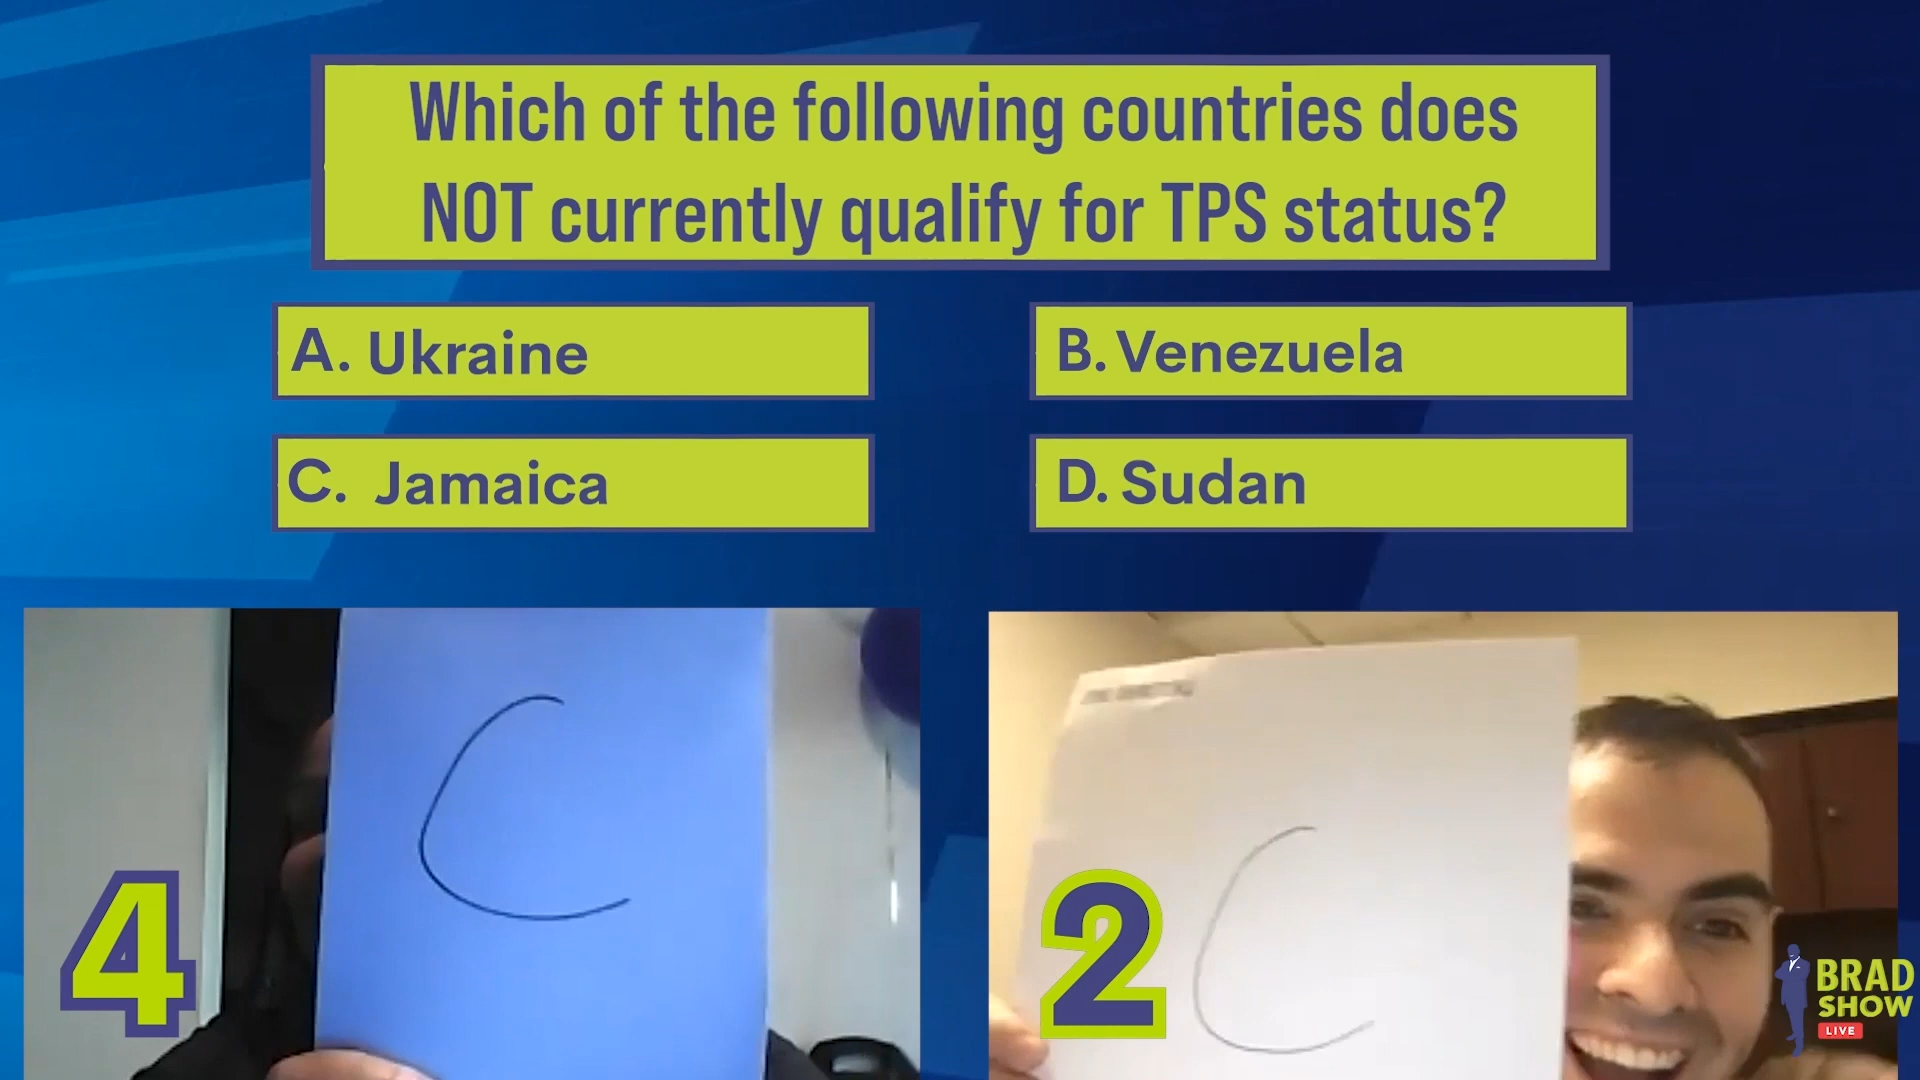 Which of the following countries does
NOT currently qualify for TPS status?
A. Ukraine
B. Venezuela
C. Jamaica
D. Sudan
C
C
4
2
BRAD
SHOW
LIVE